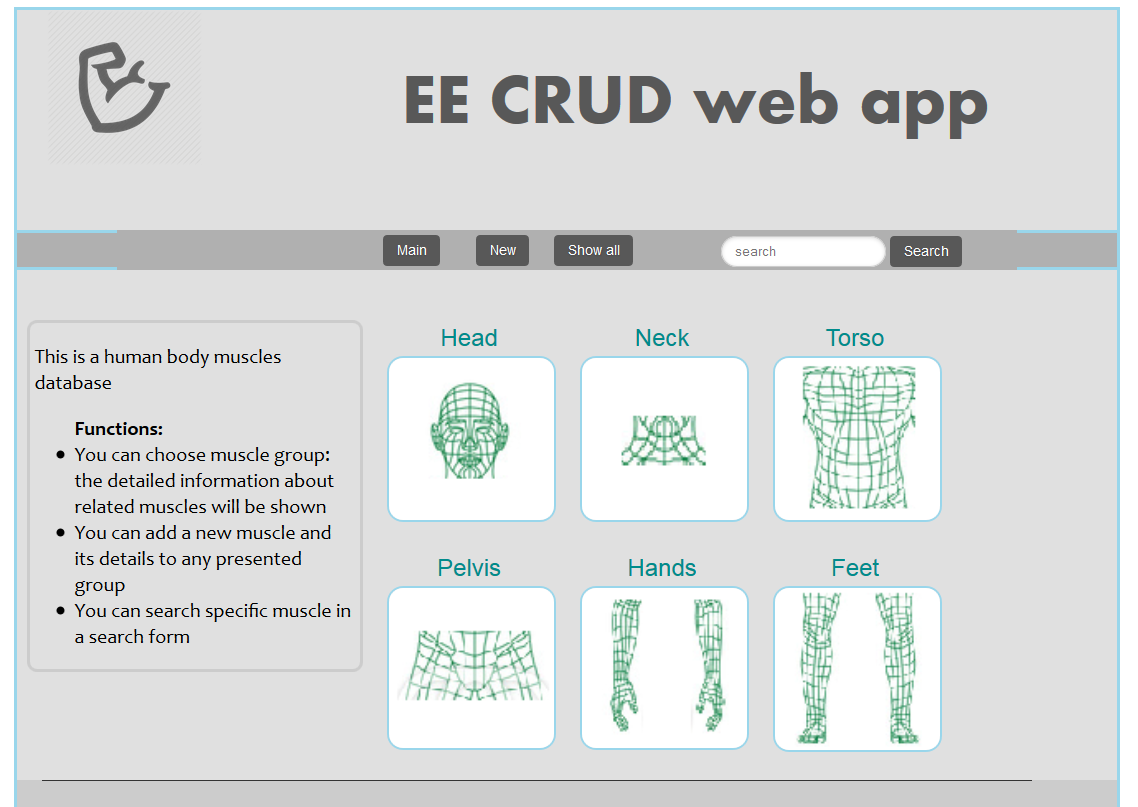 EE CRUD web app
Main
New
Show all
search
Search
This is a human body muscles
database
Functions:
You can choose muscle group:
the detailed information about
related muscles will be shown
You can add a new muscle and
its details to any presented
group
You can search specific muscle in
a search form
Head
Neck
Torso
Pelvis
Hands
Feet